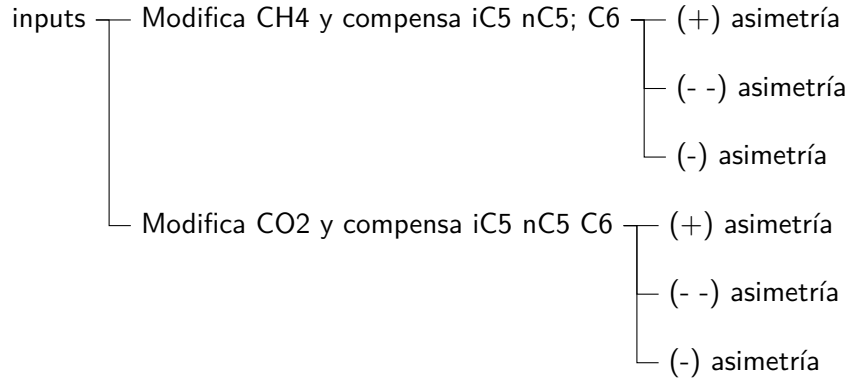 inputs Modifica CH4 y compensa iC5 nC5; C6 (+) asimetría
(- -) asimetría
(-) asimetría
Modifica CO2 y compensa iC5 nC5 C6 (+) asimetría
(- -) asimetría
(-) asimetría